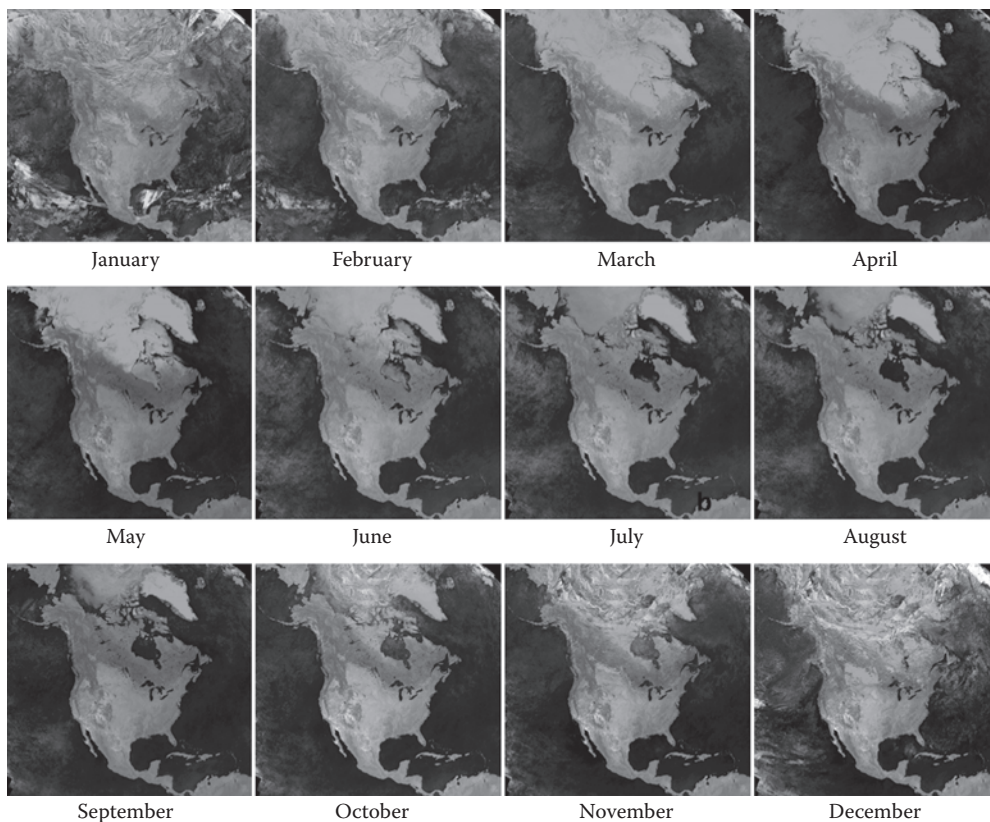 January February March April
May June July August
b
September October November December